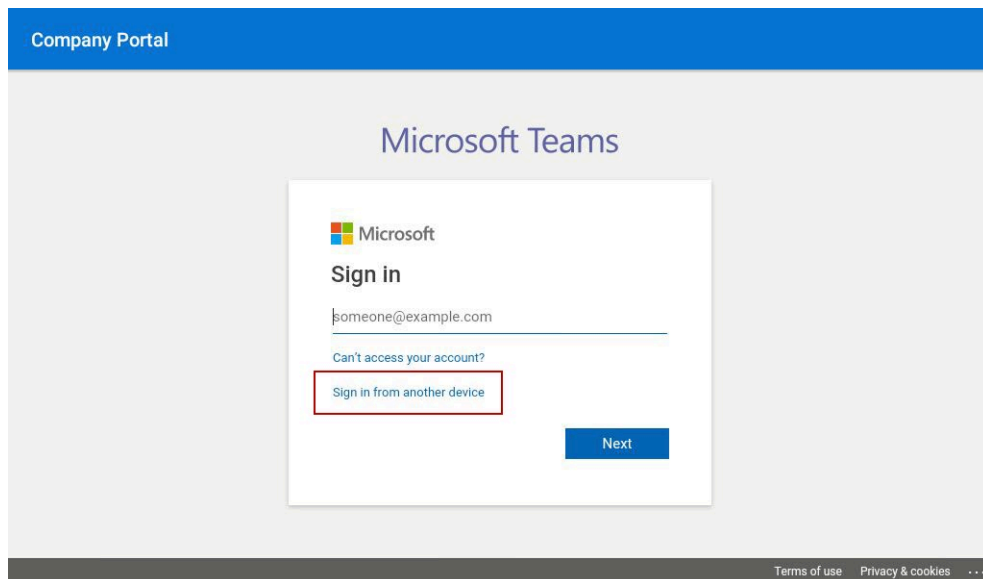 Company Portal
Microsoft Teams
Microsoft
Sign in
someone@example.com
Can't access your account?
Sign in from another device
Next
Terms of use Privacy & cookies ...